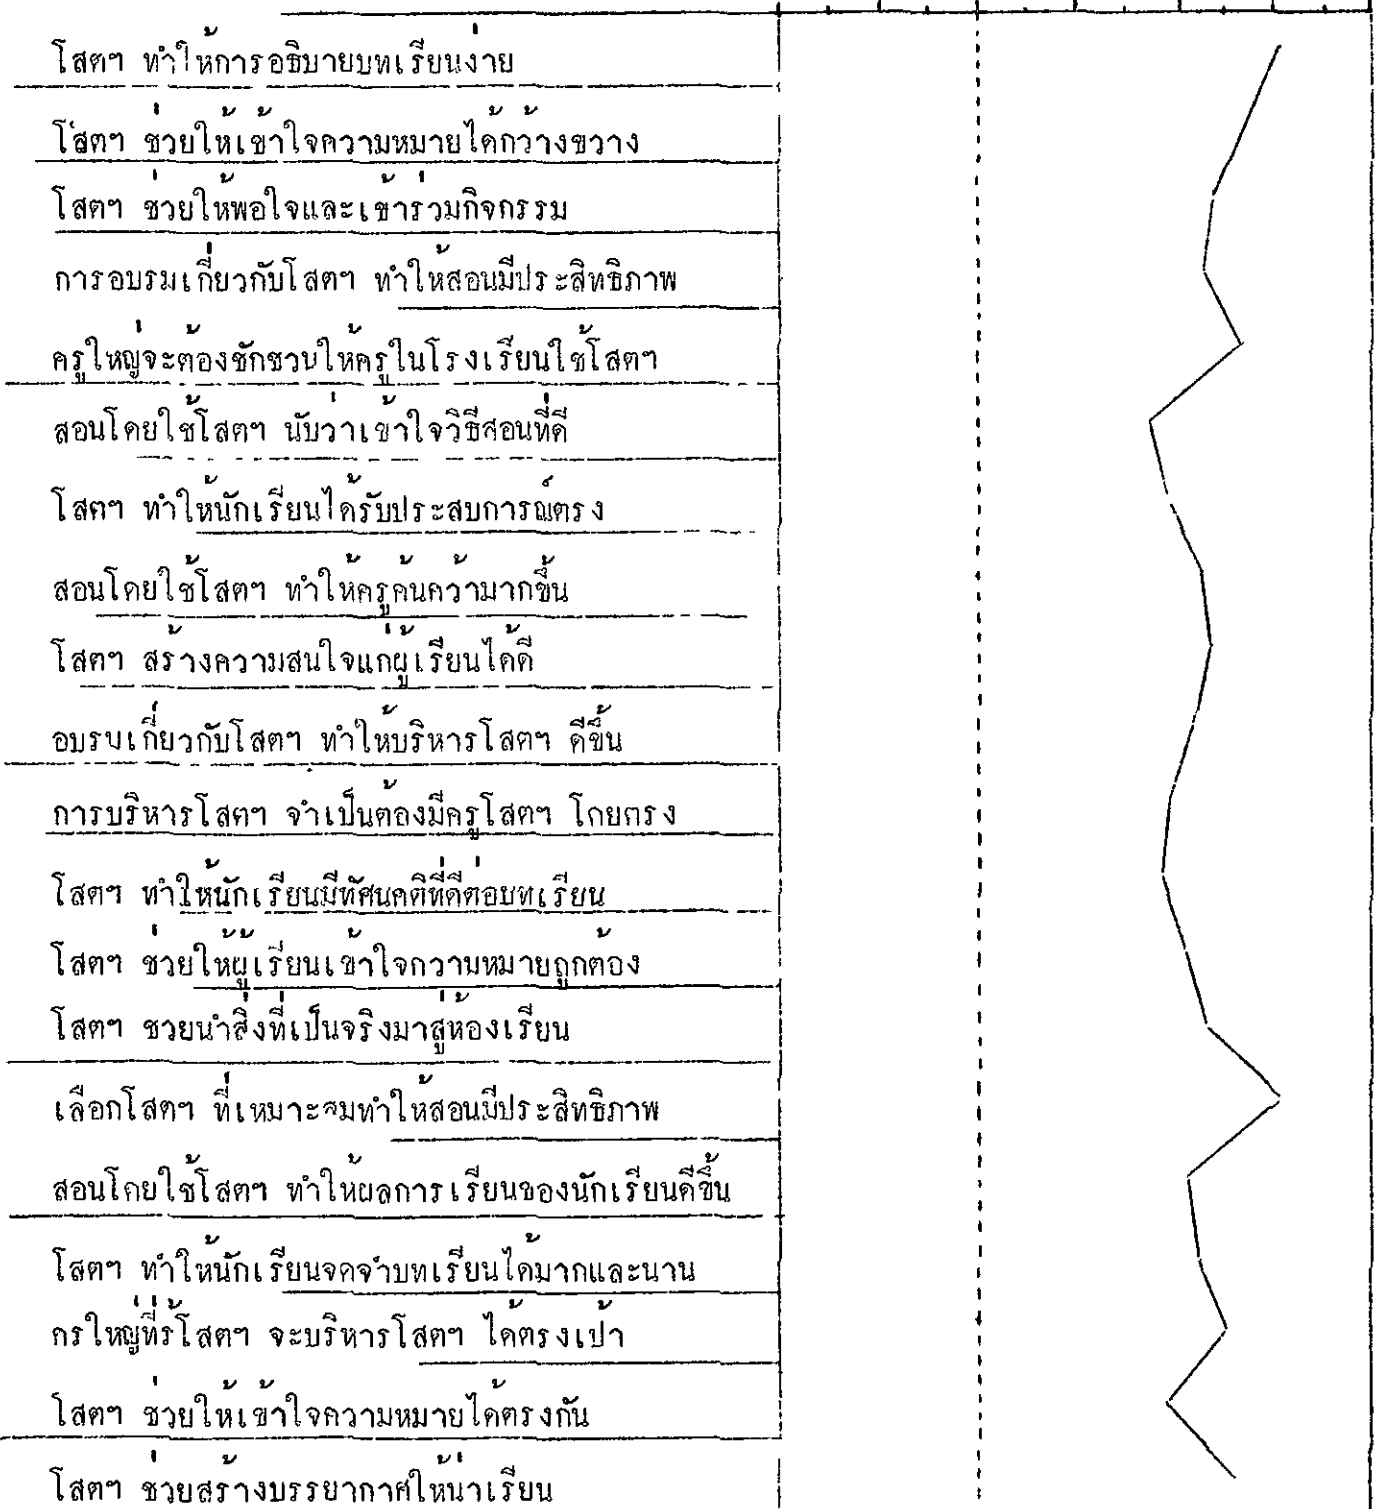 โสตฯ ทำให้การอธิบายบทเรียนง่าย
โสตฯ ช่วยให้เข้าใจความหมายได้กว้างขวาง
โสตฯ ช่วยให้พอใจและเข้าร่วมกิจกรรม
การอบรมเกี่ยวกับโสตฯ ทำให้สอนมีประสิทธิภาพ
ครูใหญ่จะต้องชักชวนให้ครูในโรงเรียนใช้โสตฯ
สอนโดยใช้โสตฯ นับว่าเข้าใจวิธีสอนที่ดี
โสตฯ ทำให้นักเรียนได้รับประสบการณ์ตรง
สอนโดยใช้โสตฯ ทำให้ครูค้นคว้ามากขึ้น
โสตฯ สร้างความสนใจแก่ผู้เรียนได้ดี
อบรมเกี่ยวกับโสตฯ ทำให้บริหารโสตฯ ดีขึ้น
การบริหารโสตฯ จำเป็นต้องมีครูโสตฯ โดยตรง
โสตฯ ทำให้นักเรียนมีทัศนคติที่ดีต่อบทเรียน
โสตฯ ช่วยให้ผู้เรียนเข้าใจความหมายถูกต้อง
โสตฯ ช่วยนำสิ่งที่เป็นจริงมาสู่ห้องเรียน
เลือกโสตฯ ที่เหมาะสมทำให้สอนมีประสิทธิภาพ
สอนโดยใช้โสตฯ ทำให้ผลการเรียนของนักเรียนดีขึ้น
โสตฯ ทำให้นักเรียนจดจำบทเรียนได้มากและนาน
ครูใหญ่ที่รู้โสตฯ จะบริหารโสตฯ ได้ตรงเป้า
โสตฯ ช่วยให้เข้าใจความหมายได้ตรงกัน
โสตฯ ช่วยสร้างบรรยากาศให้น่าเรียน